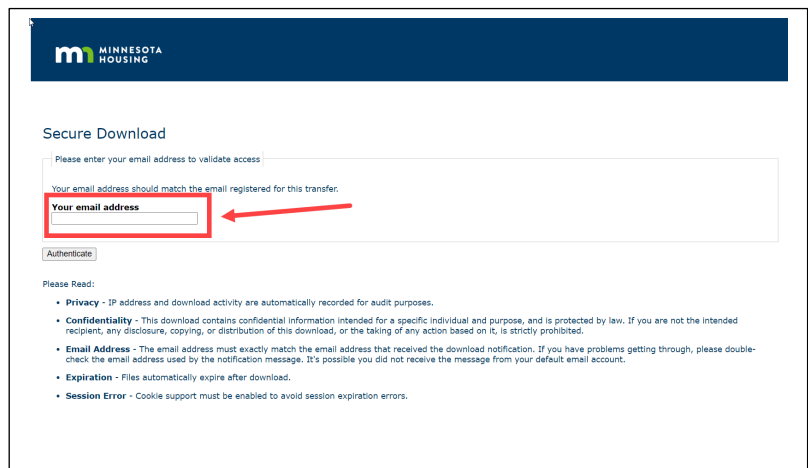 MINNESOTA
HOUSING
Secure Download
Please enter your email address to validate access
Your email address should match the email registered for this transfer.
Your email address
Authenticate
Please Read:
• Privacy - IP address and download activity are automatically recorded for audit purposes.
• Confidentiality - This download contains confidential information intended for a specific individual and purpose, and is protected by law. If you are not the intended
recipient, any disclosure, copying, or distribution of this download, or the taking of any action based on it, is strictly prohibited.
• Email Address - The email address must exactly match the email address that received the download notification. If you have problems getting through, please double-
check the email address used by the notification message. It's possible you did not receive the message from your default email account.
• Expiration - Files automatically expire after download.
• Session Error - Cookie support must be enabled to avoid session expiration errors.